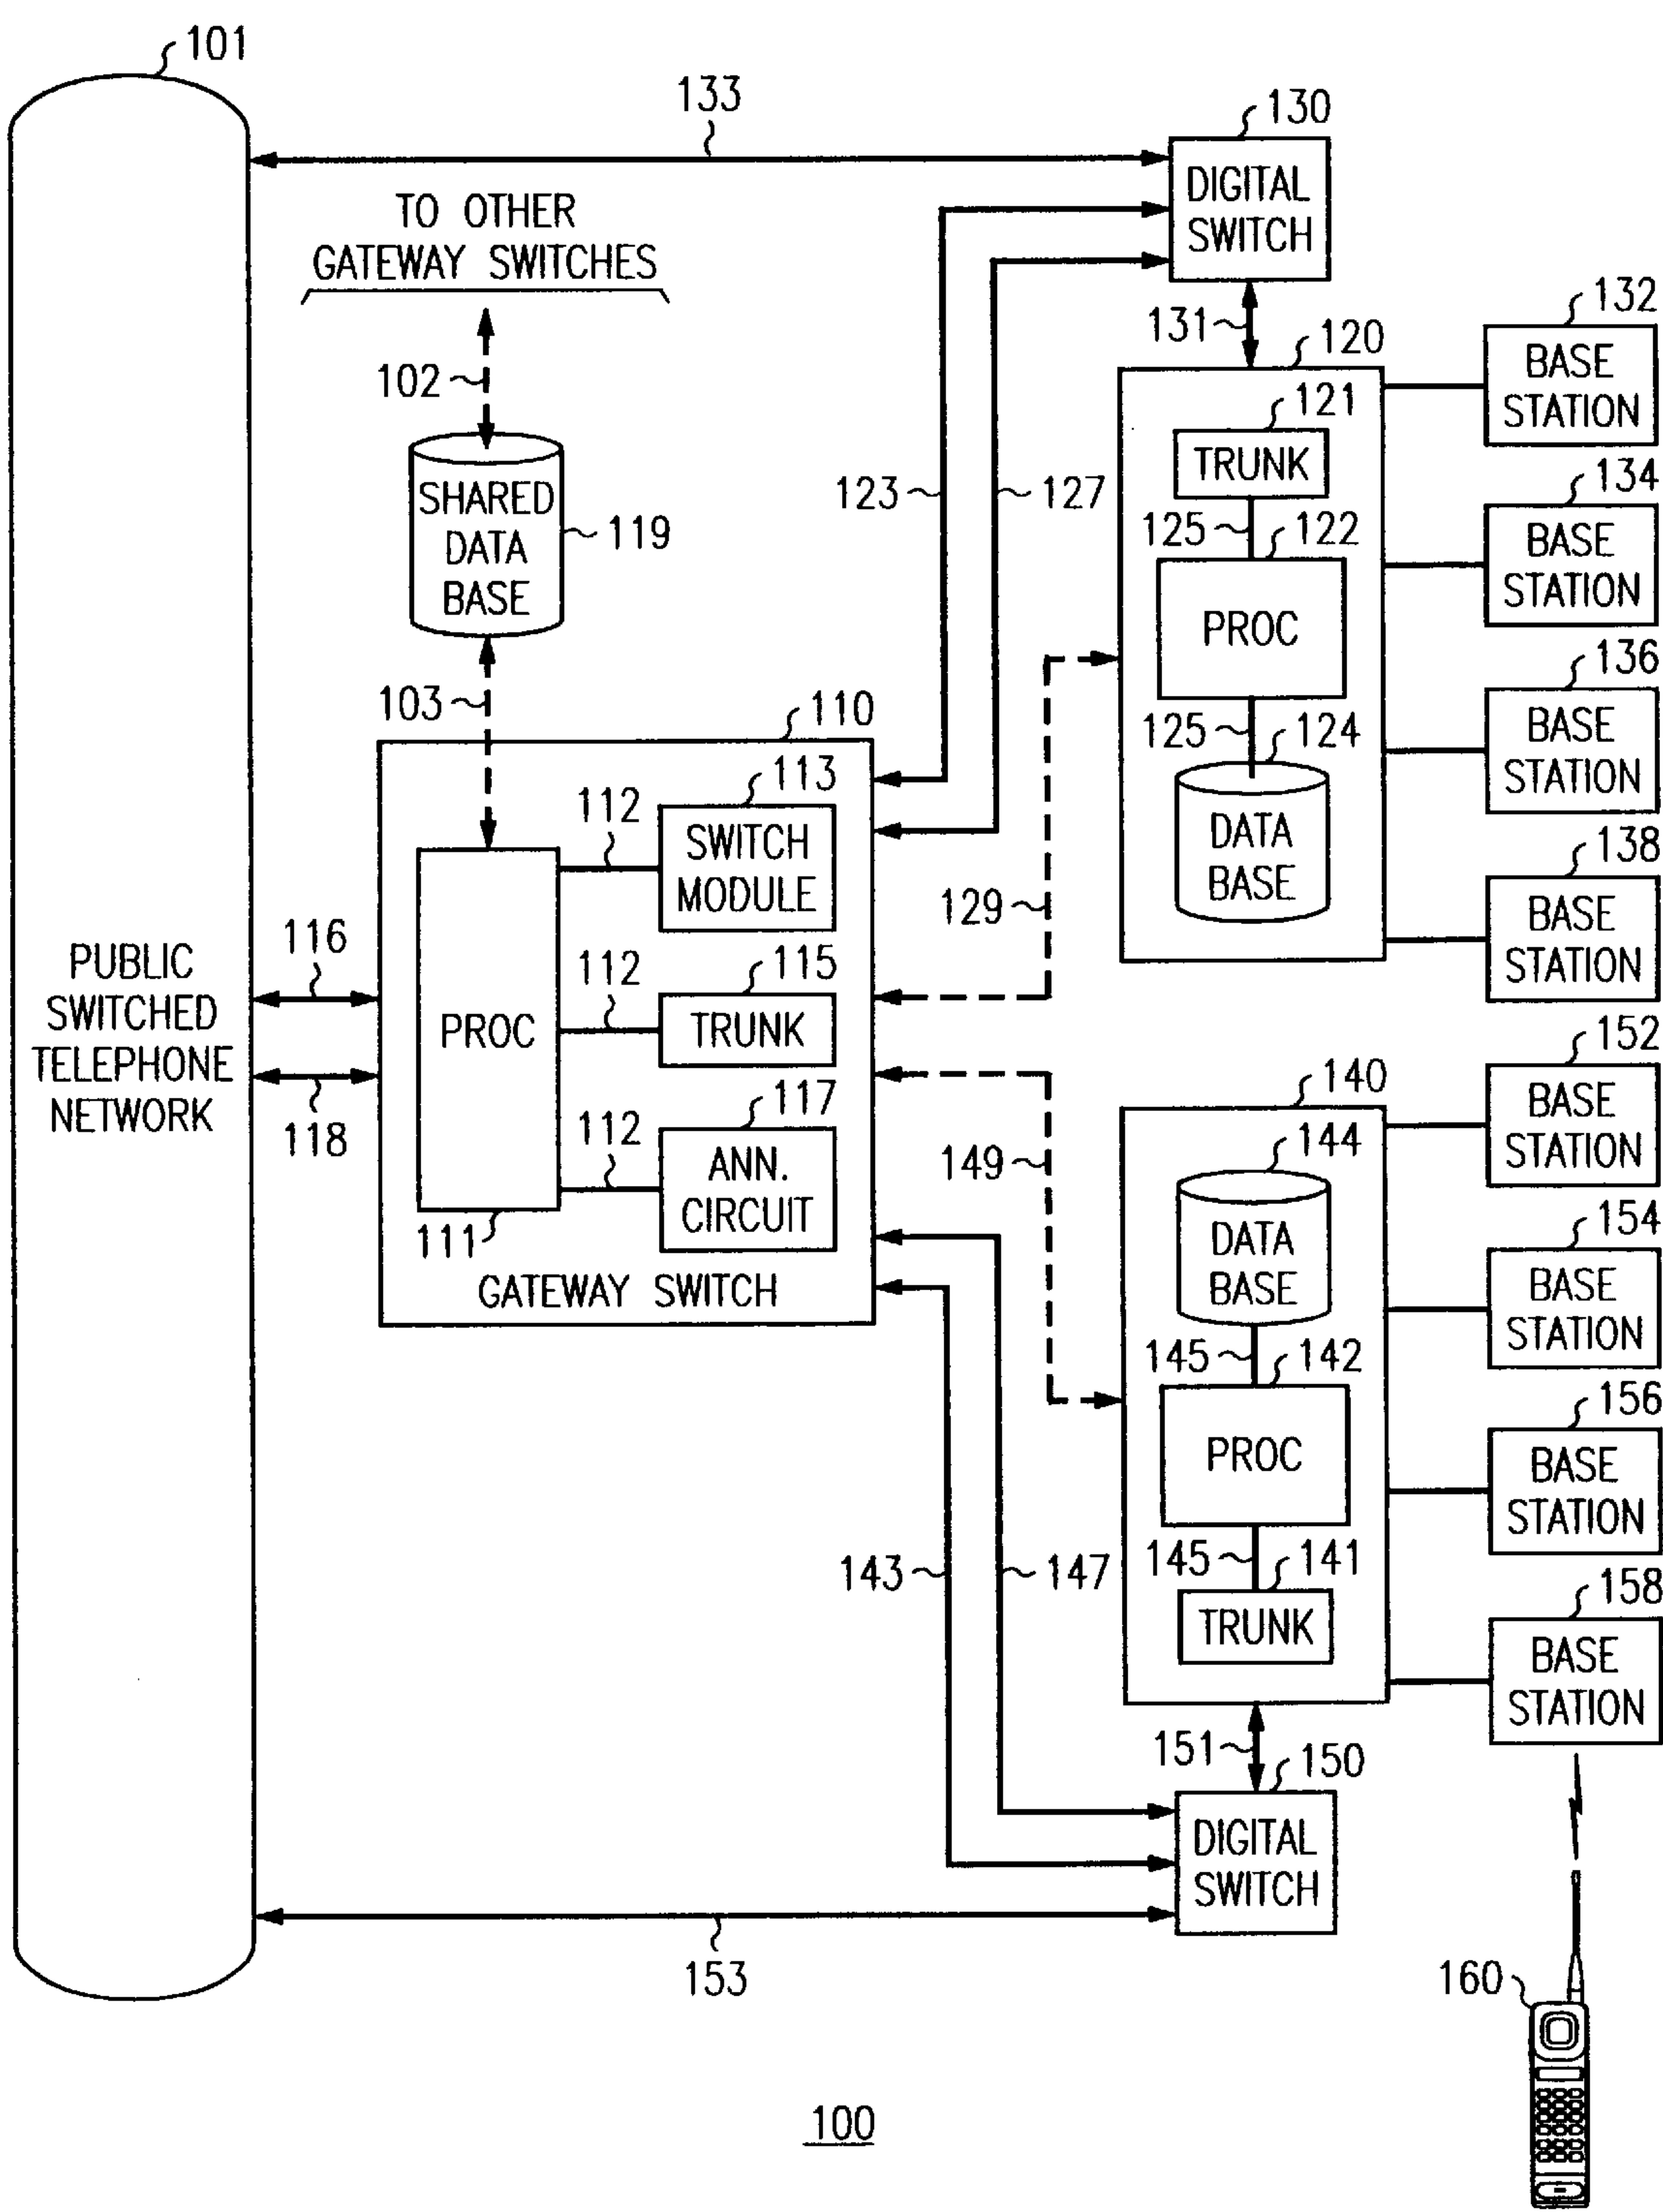 101
133
130
DIGITAL
SWITCH
TO OTHER
GATEWAY SWITCHES
102
131
120
132
BASE
STATION
121
TRUNK
SHARED
DATA
BASE
119
123
127
125
122
134
BASE
STATION
PROC
103
110
125
124
136
BASE
STATION
113
112
SWITCH
MODULE
DATA
BASE
129
138
BASE
STATION
PUBLIC
SWITCHED
TELEPHONE
NETWORK
116
118
PROC
111
112
115
TRUNK
112
117
ANN.
CIRCUIT
GATEWAY SWITCH
149
140
152
BASE
STATION
144
DATA
BASE
154
BASE
STATION
145
142
PROC
156
BASE
STATION
143
147
145
141
TRUNK
158
BASE
STATION
151
150
DIGITAL
SWITCH
153
160
100